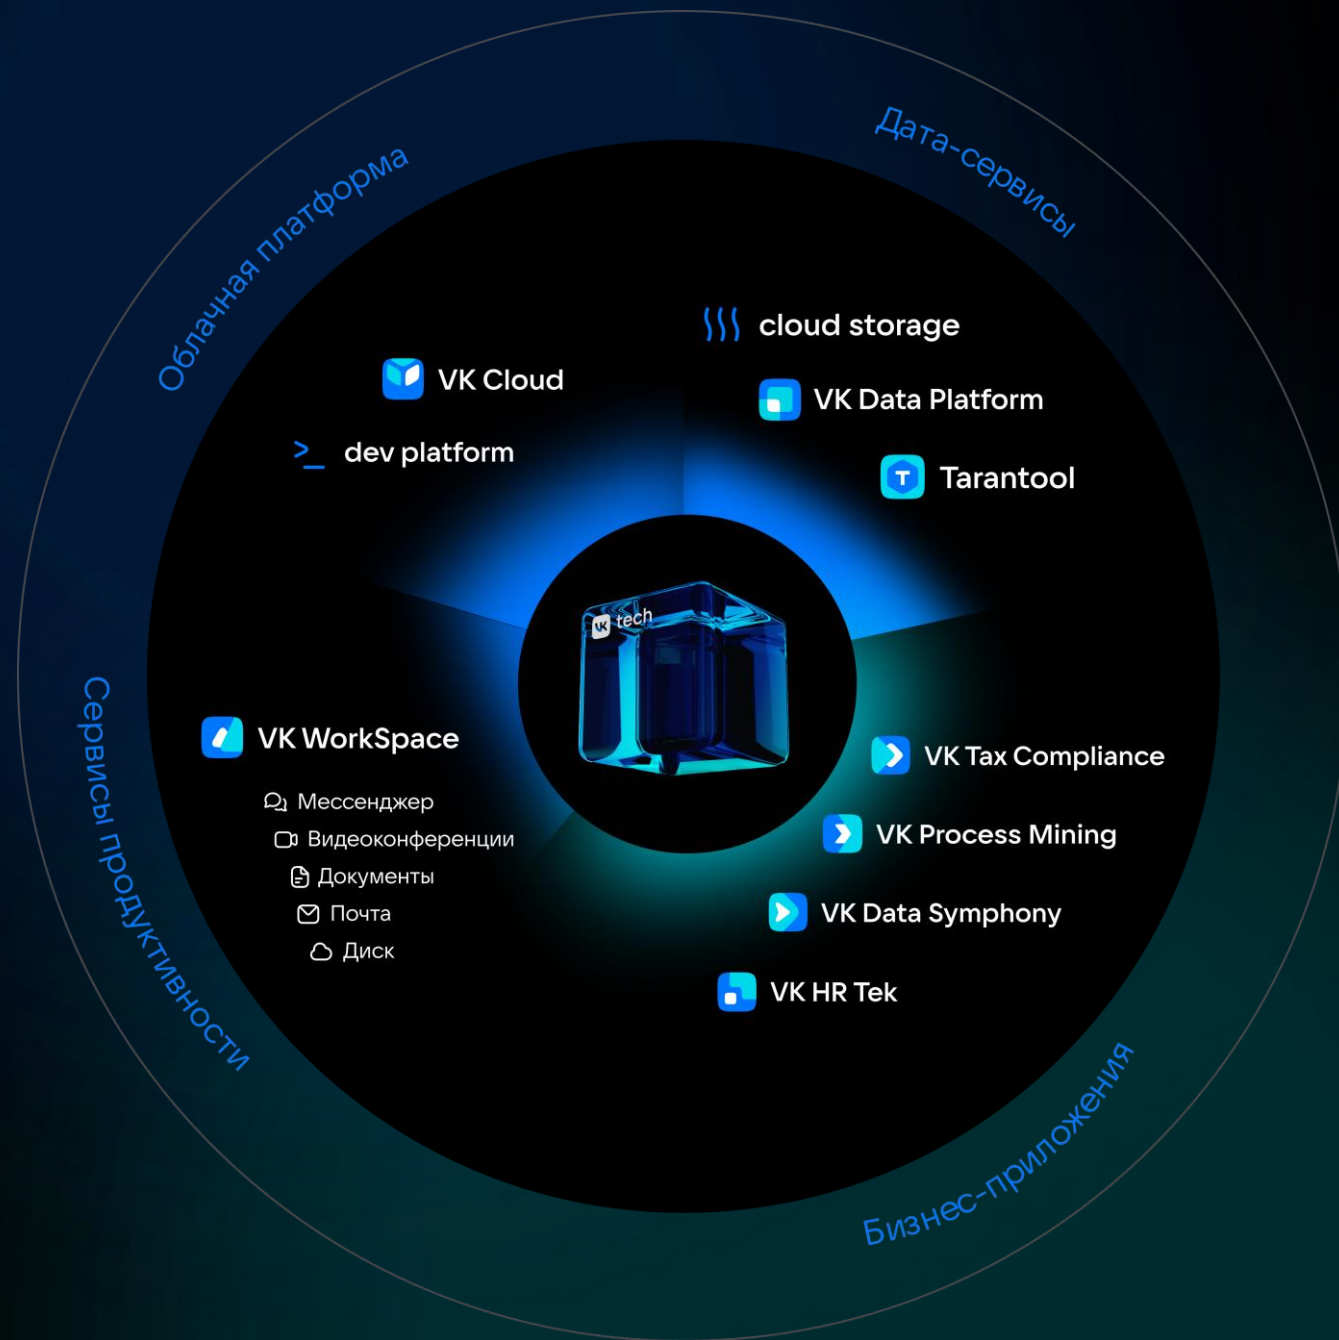 Облачная платформа
VK Cloud
dev platform
Дата-сервисы
cloud storage
VK Data Platform
Tarantool
VK tech
Сервисы продуктивности
VK WorkSpace
Мессенджер
Видеоконференции
Документы
Почта
Диск
VK Tax Compliance
VK Process Mining
VK Data Symphony
VK HR Tek
Бизнес-приложения